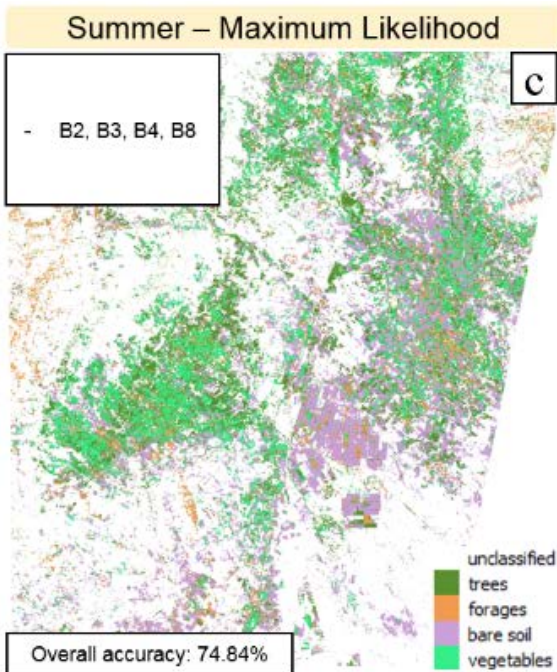 Summer – Maximum Likelihood
c
- B2, B3, B4, B8
unclassified
trees
forages
bare soil
vegetables
Overall accuracy: 74.84%